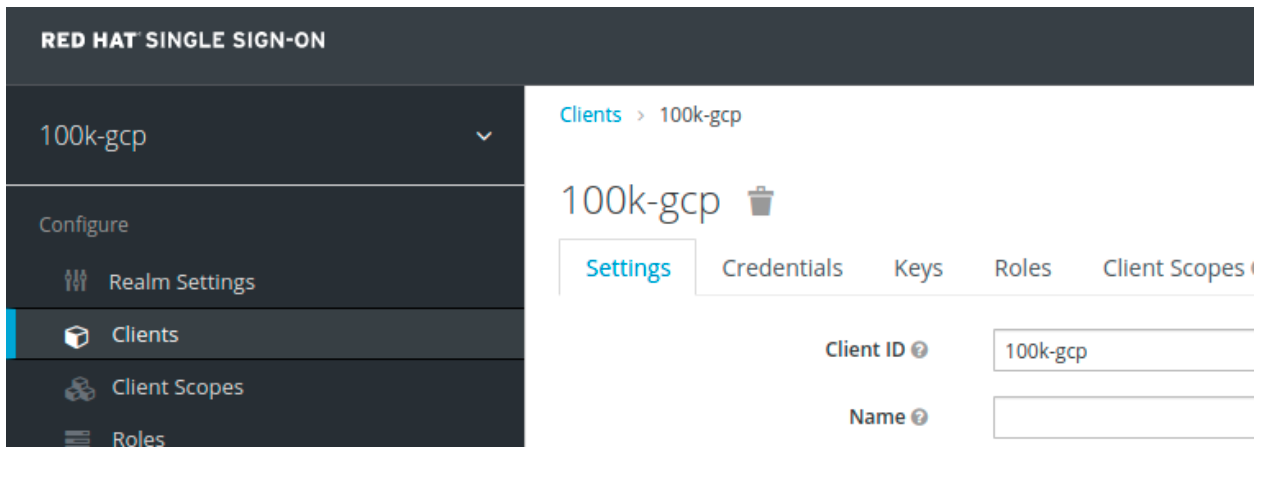 RED HAT SINGLE SIGN-ON
100k-gcp
Configure
Realm Settings
Clients
Client Scopes
Roles
Clients > 100k-gcp
100k-gcp
Settings Credentials Keys Roles Client Scopes
Client ID 100k-gcp
Name